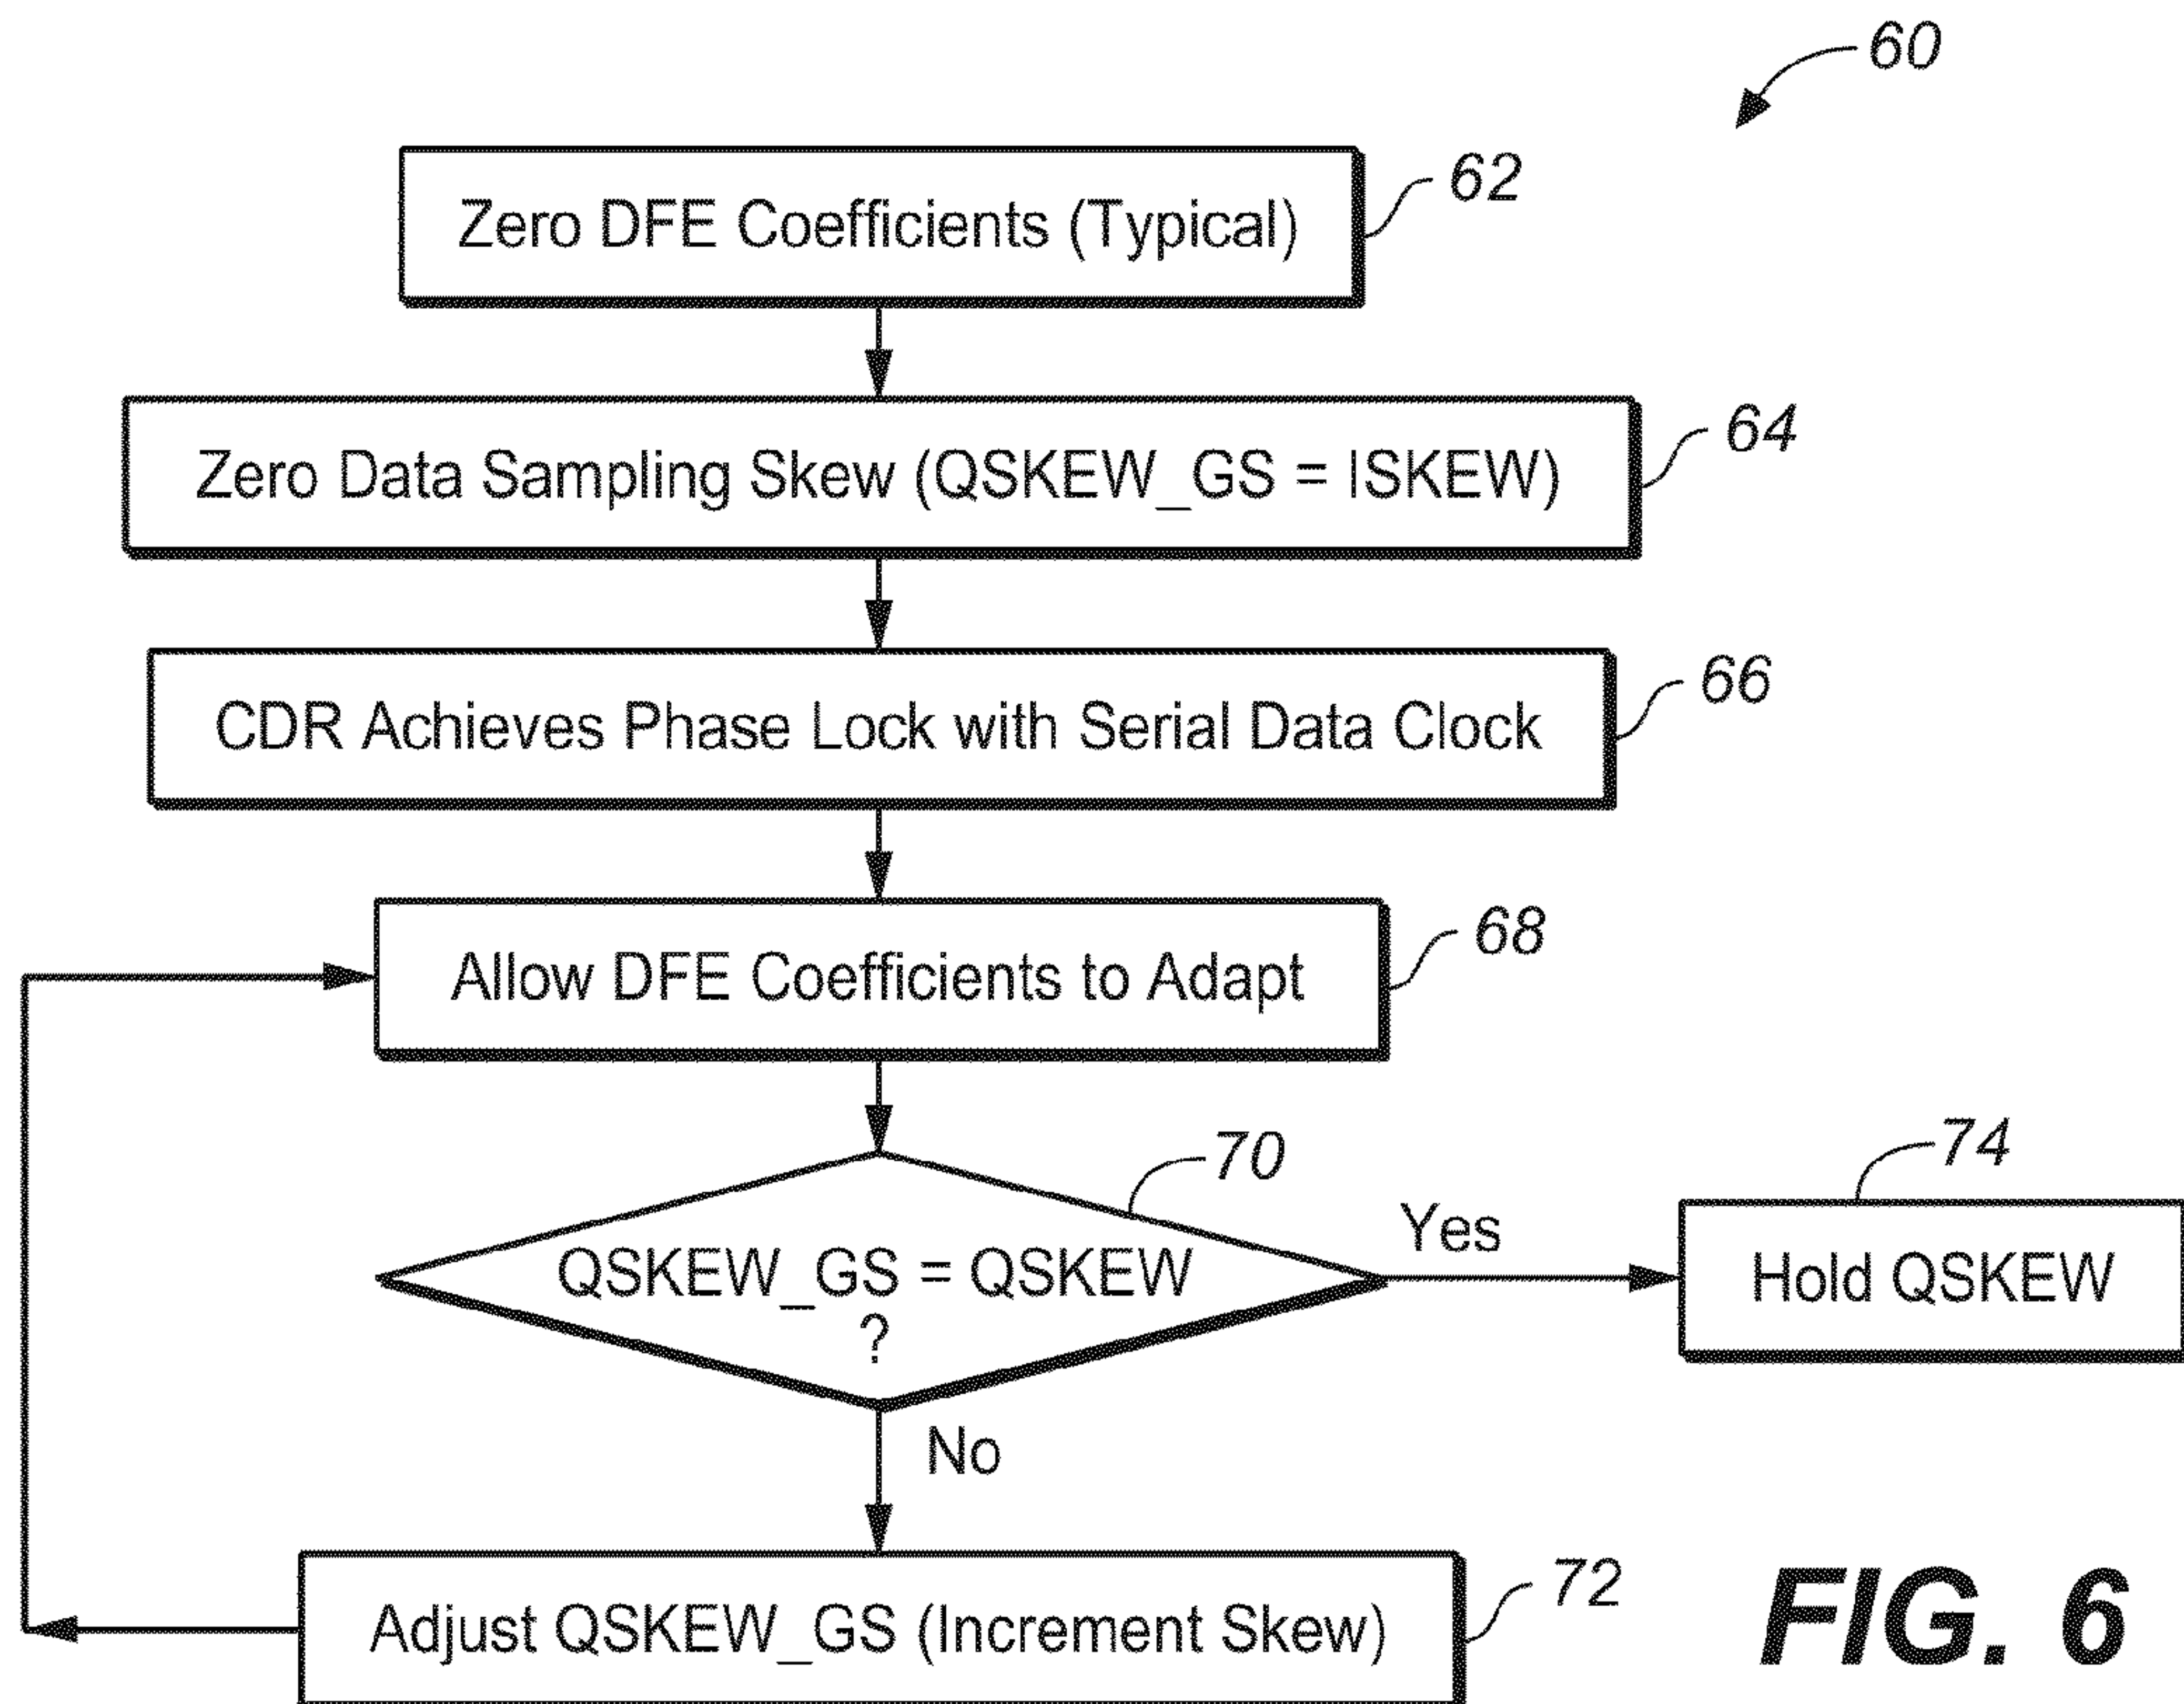 60
Zero DFE Coefficients (Typical)
62
Zero Data Sampling Skew (QSKEW_GS = ISKEW)
64
CDR Achieves Phase Lock with Serial Data Clock
66
Allow DFE Coefficients to Adapt
68
70
QSKEW_GS = QSKEW
?
Yes
74
Hold QSKEW
No
Adjust QSKEW_GS (Increment Skew)
72
FIG. 6